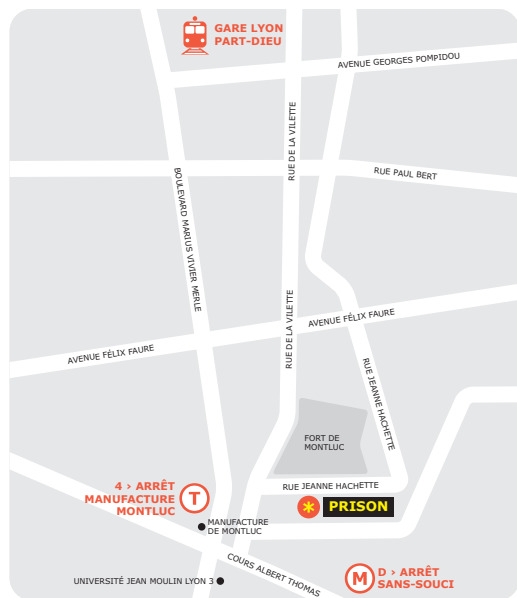 GARE LYON
PART-DIEU
AVENUE GEORGES POMPIDOU
RUE DE LA VILETTE
RUE PAUL BERT
BOULEVARD MARIUS VIVIER MERLE
RUE DE LA VILETTE
AVENUE FÉLIX FAURE
AVENUE FÉLIX FAURE
RUE JEANNE HACHETTE
FORT DE
MONTLUC
RUE JEANNE HACHETTE
4 › ARRÊT
MANUFACTURE
MONTLUC
T
PRISON
MANUFACTURE
DE MONTLUC
COURS ALBERT THOMAS
UNIVERSITÉ JEAN MOULIN LYON 3
M
D › ARRÊT
SANS-SOUCI